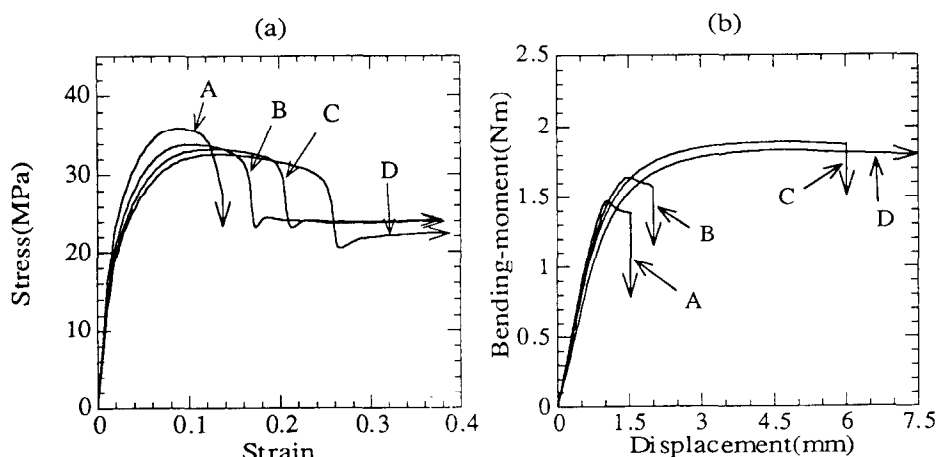 (a)
Stress(MPa)
40
30
20
10
0
A
B
C
D
0
0.1
0.2
0.3
0.4
Strain
(b)
Bending-moment(Nm)
2.5
2
1.5
1
0.5
0
A
B
C
D
0
1.5
3
4.5
6
7.5
Displacement(mm)